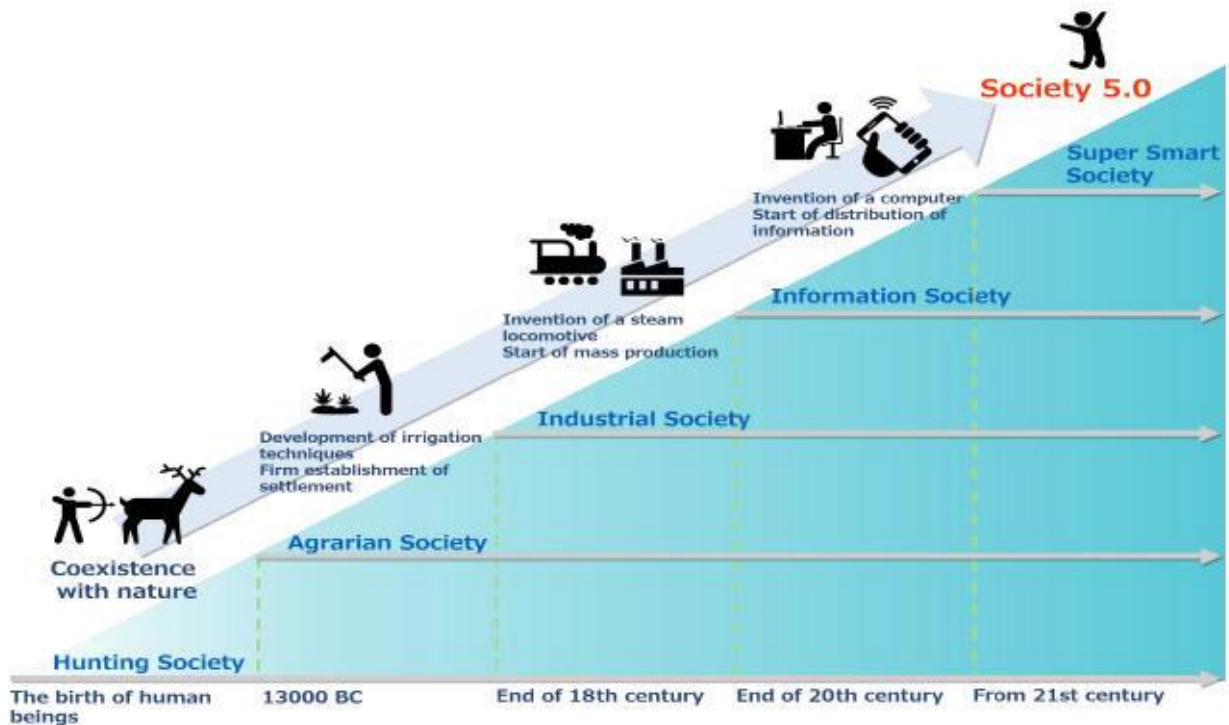 Society 5.0
Super Smart
Society
Invention of a computer
Start of distribution of
information
Information Society
Invention of a steam
locomotive
Start of mass production
Industrial Society
Development of irrigation
techniques
Firm establishment of
settlement
Agrarian Society
Coexistence
with nature
Hunting Society
The birth of human
beings
13000 BC
End of 18th century
End of 20th century
From 21st century